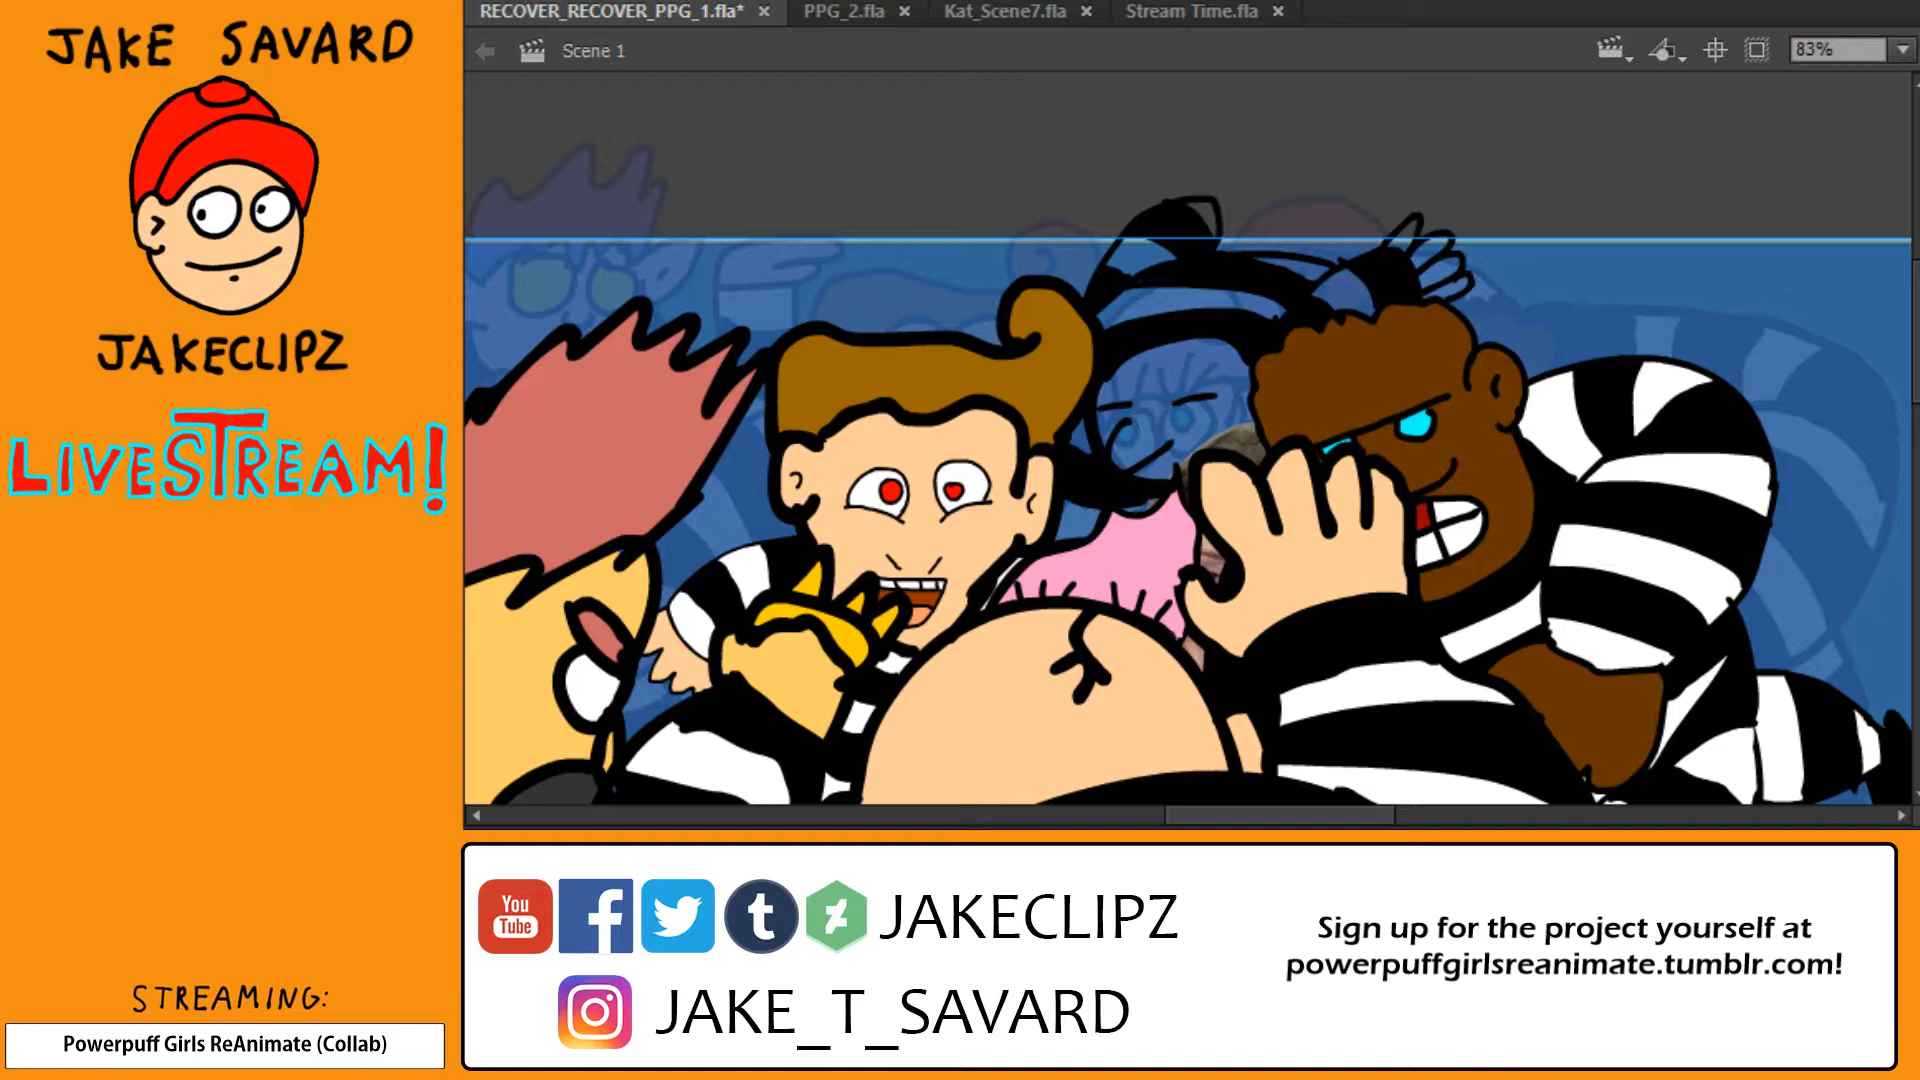 JAKE SAVARD
JAKECLIPZ
LIVESTREAM!
STREAMING:
Powerpuff Girls ReAnimate (Collab)
RECOVER_RECOVER_PPG_1.fla* × PPG_2.fla × Kat_Scene7.fla × Stream Time.fla ×
Scene 1
83%
You
Tube
f
t
JAKECLIPZ
JAKE_T_SAVARD
Sign up for the project yourself at
powerpuffgirlsreanimate.tumblr.com!